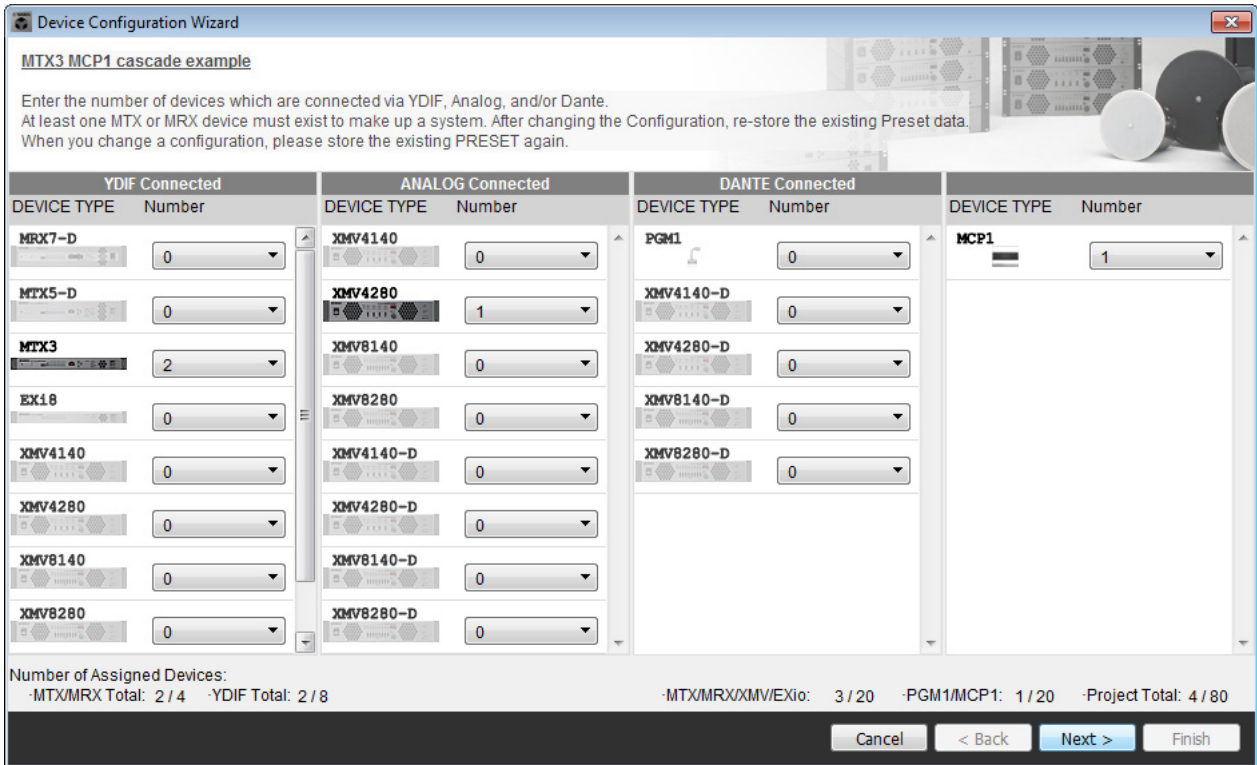 Device Configuration Wizard
MTX3 MCP1 cascade example
Enter the number of devices which are connected via YDIF, Analog, and/or Dante.
At least one MTX or MRX device must exist to make up a system. After changing the Configuration, re-store the existing Preset data.
When you change a configuration, please store the existing PRESET again.
YDIF Connected ANALOG Connected DANTE Connected
DEVICE TYPE Number DEVICE TYPE Number DEVICE TYPE Number DEVICE TYPE Number
MRX7-D 0 XMV4140 0 PGM1 0 MCP1 1
MTX5-D 0 XMV4280 1 XMV4140-D 0
MTX3 2 XMV8140 0 XMV4280-D 0
EXi8 0 XMV8280 0 XMV8140-D 0
XMV4140 0 XMV4140-D 0 XMV8280-D 0
XMV4280 0 XMV4280-D 0
XMV8140 0 XMV8140-D 0
XMV8280 0 XMV8280-D 0
Number of Assigned Devices:
·MTX/MRX Total: 2 / 4 ·YDIF Total: 2 / 8 ·MTX/MRX/XMV/EXio: 3 / 20 ·PGM1/MCP1: 1 / 20 ·Project Total: 4 / 80
Cancel < Back Next > Finish